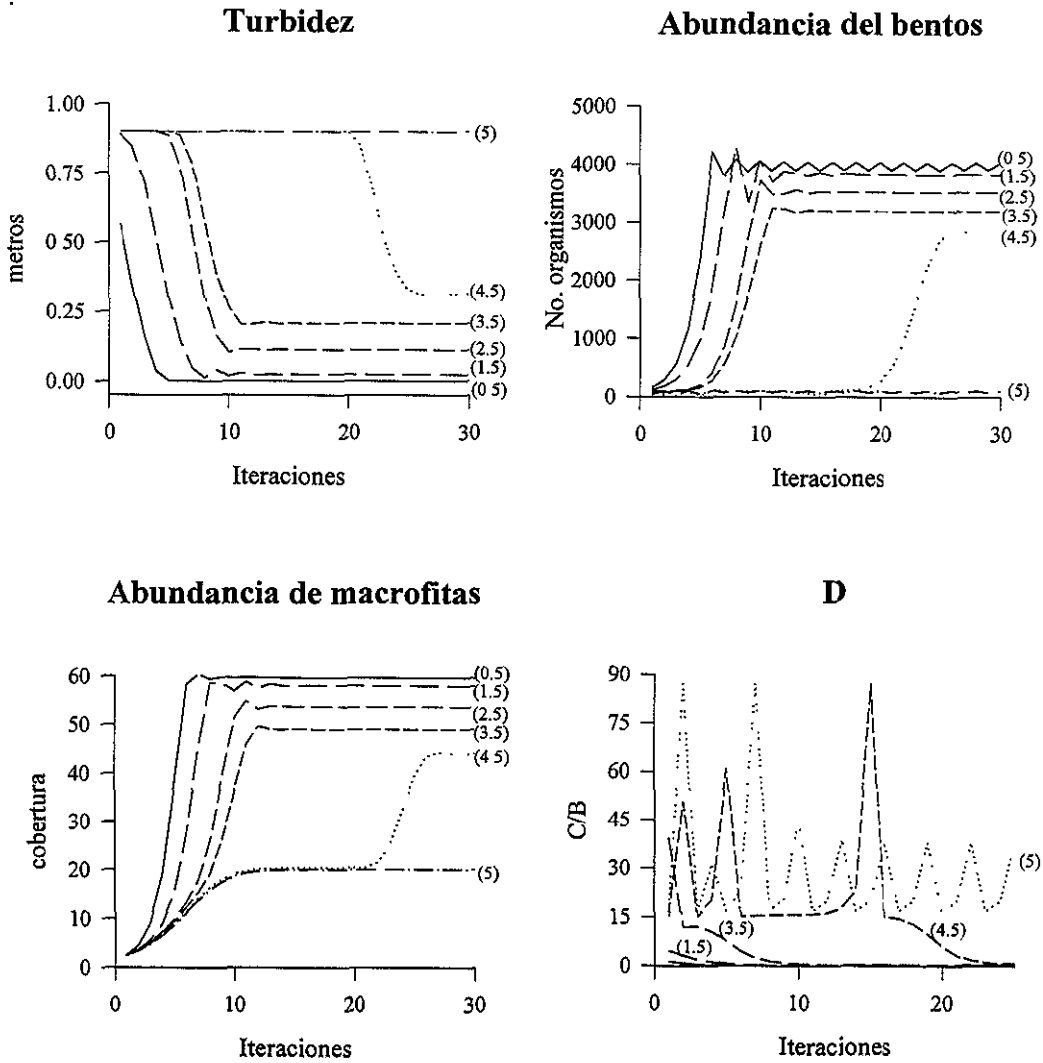 Turbidez
metros
1.00
0.75
0 50
0.25
0.00
(5)
(4.5)
(3.5)
(2.5)
(1.5)
(0 5)
0 10 20 30
Iteraciones
Abundancia del bentos
No. organismos
5000
4000
3000
2000
1000
0
(0 5)
(1.5)
(2.5)
(3.5)
(4.5)
(5)
0 10 20 30
Iteraciones
Abundancia de macrofitas
cobertura
60
50
40
30
20
10
0
(0.5)
(1.5)
(2.5)
(3.5)
(4 5)
(5)
0 10 20 30
Iteraciones
D
C/B
90
75
60
45
30
15
0
(5)
(3.5)
(4.5)
(1.5)
0 10 20
Iteraciones